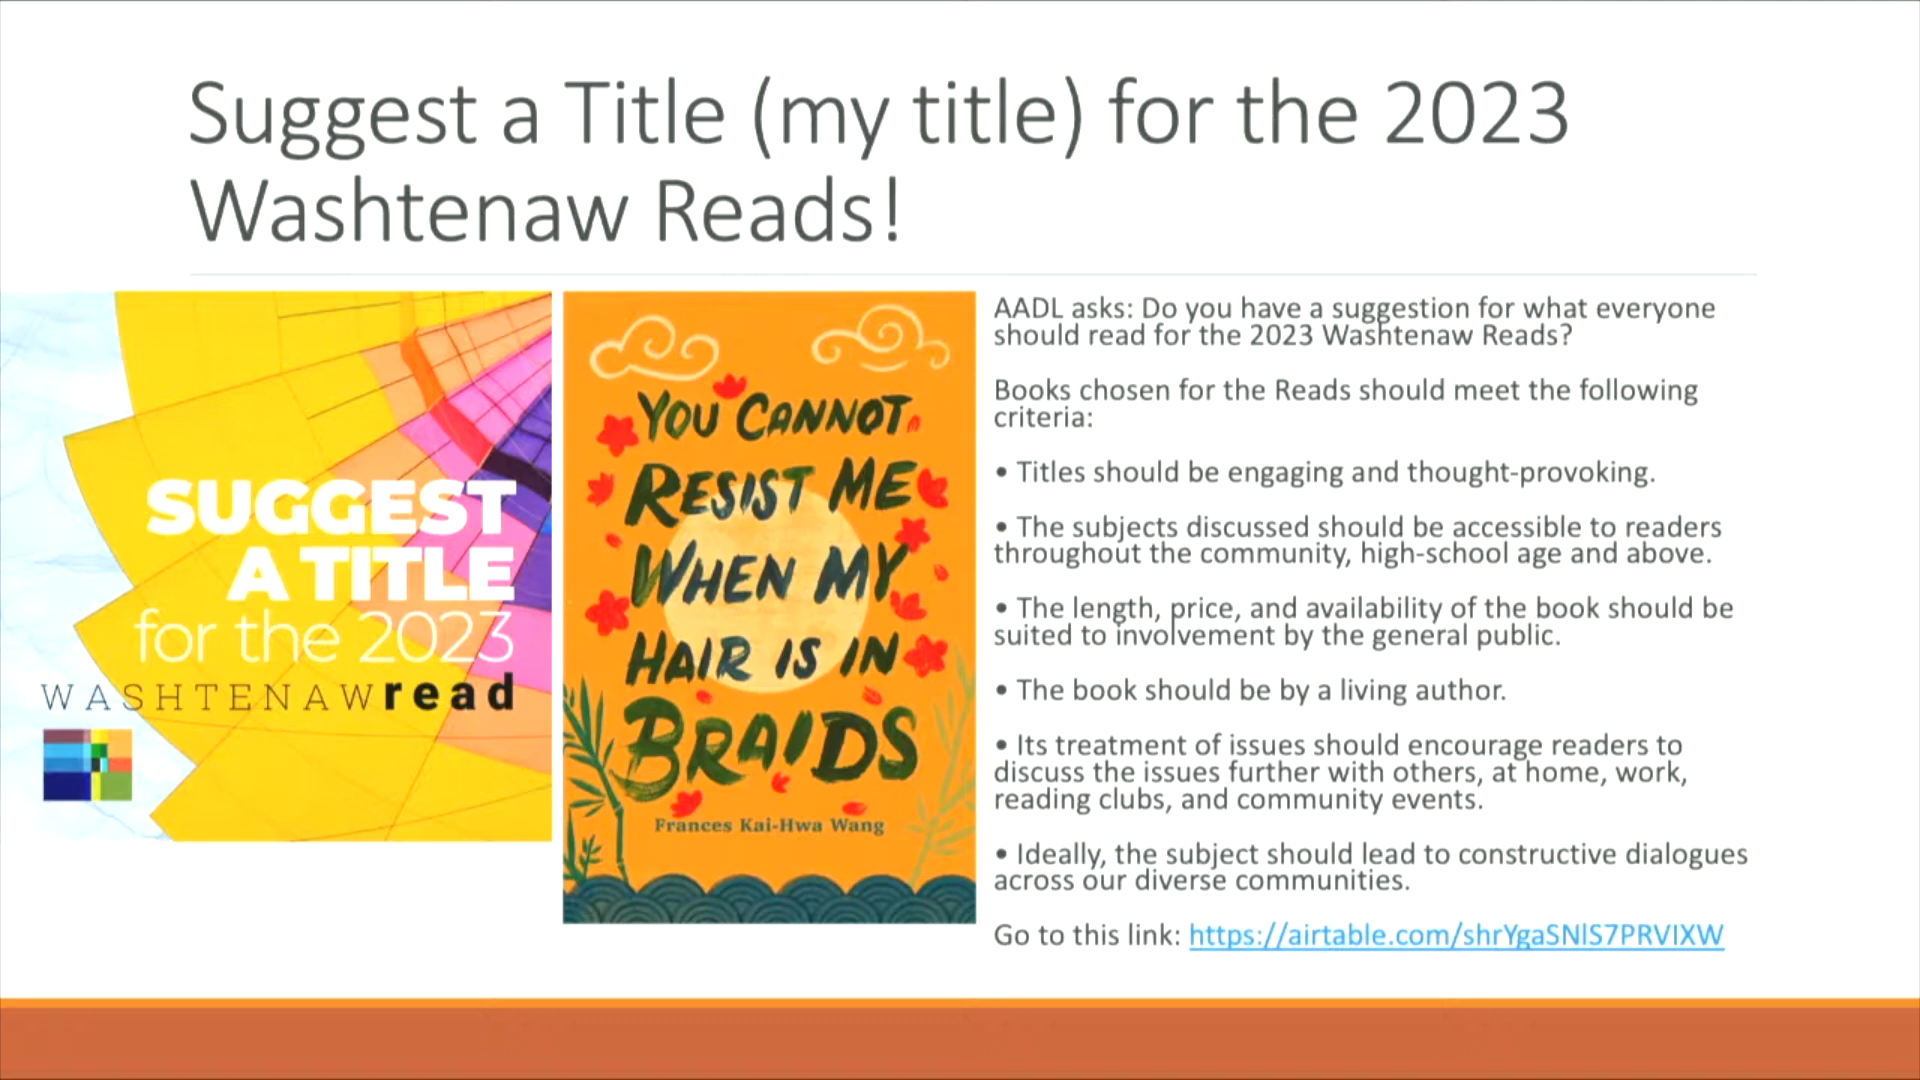 Suggest a Title (my title) for the 2023
Washtenaw Reads!
SUGGEST
A TITLE
for the 2023
WASHTENAWread
YOU CANNOT
RESIST ME
WHEN MY
HAIR IS IN
BRAIDS
Frances Kai-Hwa Wang
AADL asks: Do you have a suggestion for what everyone
should read for the 2023 Washtenaw Reads?
Books chosen for the Reads should meet the following
criteria:
• Titles should be engaging and thought-provoking.
• The subjects discussed should be accessible to readers
throughout the community, high-school age and above.
• The length, price, and availability of the book should be
suited to involvement by the general public.
• The book should be by a living author.
• Its treatment of issues should encourage readers to
discuss the issues further with others, at home, work,
reading clubs, and community events.
• Ideally, the subject should lead to constructive dialogues
across our diverse communities.
Go to this link: https://airtable.com/shrYgaSNlS7PRVIXW